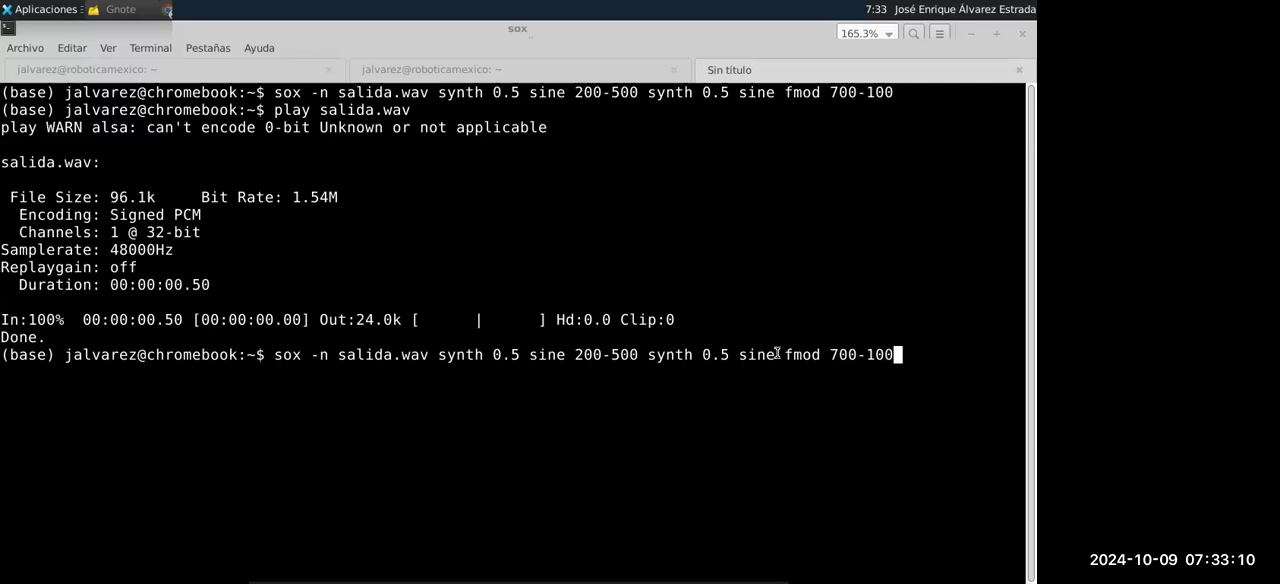 Aplicaciones : Gnote 7:33 José Enrique Álvarez Estrada
sox 165.3%
Archivo Editar Ver Terminal Pestañas Ayuda
jalvarez@roboticamexico: ~ jalvarez@roboticamexico: ~ Sin título
(base) jalvarez@chromebook:~$ sox -n salida.wav synth 0.5 sine 200-500 synth 0.5 sine fmod 700-100
(base) jalvarez@chromebook:~$ play salida.wav
play WARN alsa: can't encode 0-bit Unknown or not applicable
salida.wav:
File Size: 96.1k Bit Rate: 1.54M
Encoding: Signed PCM
Channels: 1 @ 32-bit
Samplerate: 48000Hz
Replaygain: off
Duration: 00:00:00.50
In:100% 00:00:00.50 [00:00:00.00] Out:24.0k [ | ] Hd:0.0 Clip:0
Done.
(base) jalvarez@chromebook:~$ sox -n salida.wav synth 0.5 sine 200-500 synth 0.5 sine fmod 700-100
2024-10-09 07:33:10